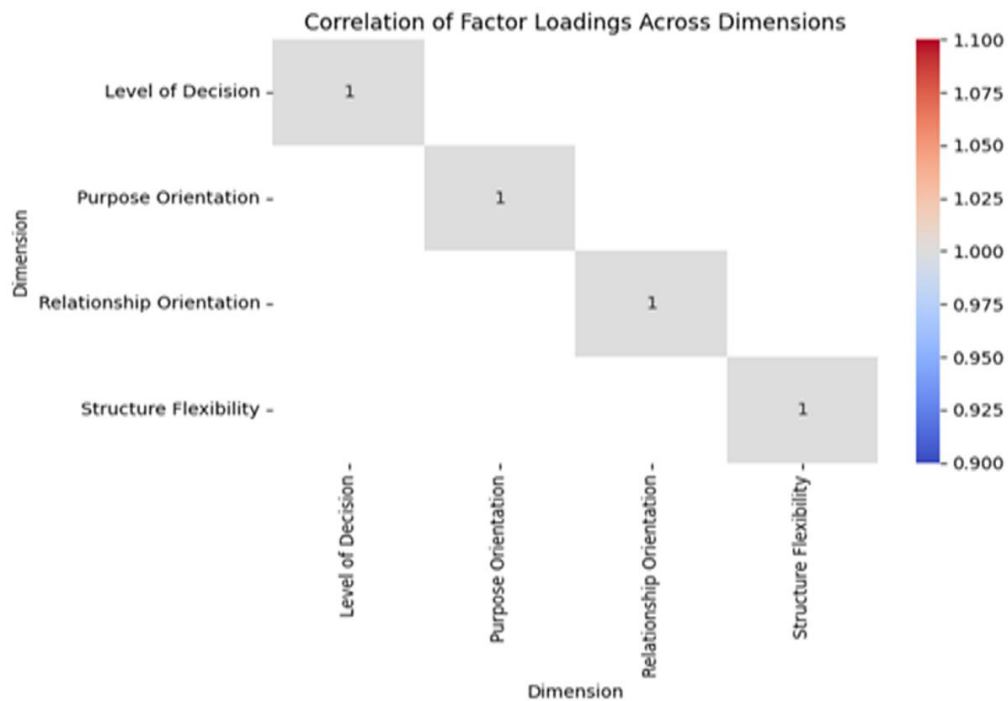 Correlation of Factor Loadings Across Dimensions
Level of Decision
Purpose Orientation
Relationship Orientation
Structure Flexibility
Dimension
1
1
1
1
1.100
1.075
1.050
1.025
1.000
0.975
0.950
0.925
0.900
Level of Decision
Purpose Orientation
Relationship Orientation
Structure Flexibility
Dimension